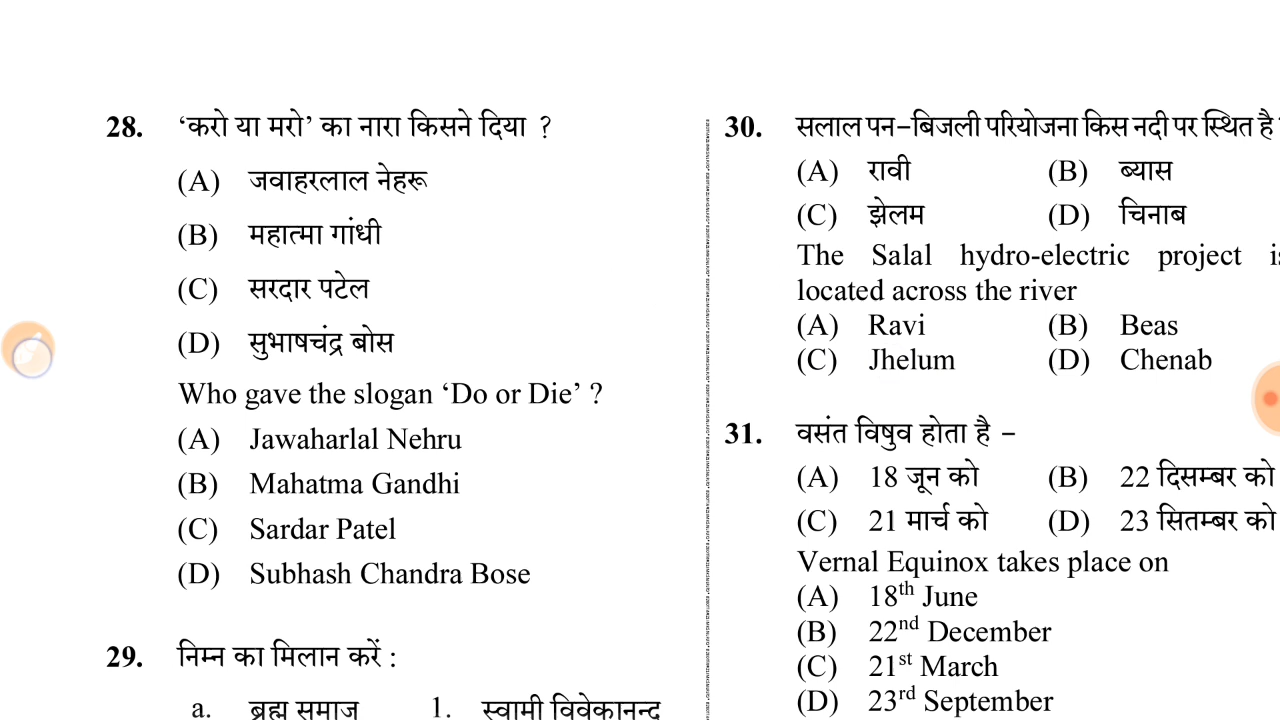 28. ‘करो या मरो’ का नारा किसने दिया ?
(A) जवाहरलाल नेहरू
(B) महात्मा गांधी
(C) सरदार पटेल
(D) सुभाषचंद्र बोस
Who gave the slogan ‘Do or Die’ ?
(A) Jawaharlal Nehru
(B) Mahatma Gandhi
(C) Sardar Patel
(D) Subhash Chandra Bose
29. निम्न का मिलान करें :
a. ब्रह्म समाज 1. स्वामी विवेकानन्द
30. सलाल पन–बिजली परियोजना किस नदी पर स्थित है
(A) रावी (B) ब्यास
(C) झेलम (D) चिनाब
The Salal hydro-electric project is
located across the river
(A) Ravi (B) Beas
(C) Jhelum (D) Chenab
31. वसंत विषुव होता है –
(A) 18 जून को (B) 22 दिसम्बर को
(C) 21 मार्च को (D) 23 सितम्बर को
Vernal Equinox takes place on
(A) 18th June
(B) 22nd December
(C) 21st March
(D) 23rd September